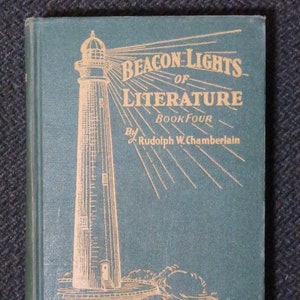 BEACON LIGHTS
OF
LITERATURE
BOOK FOUR
By
Rudolph W. Chamberlain